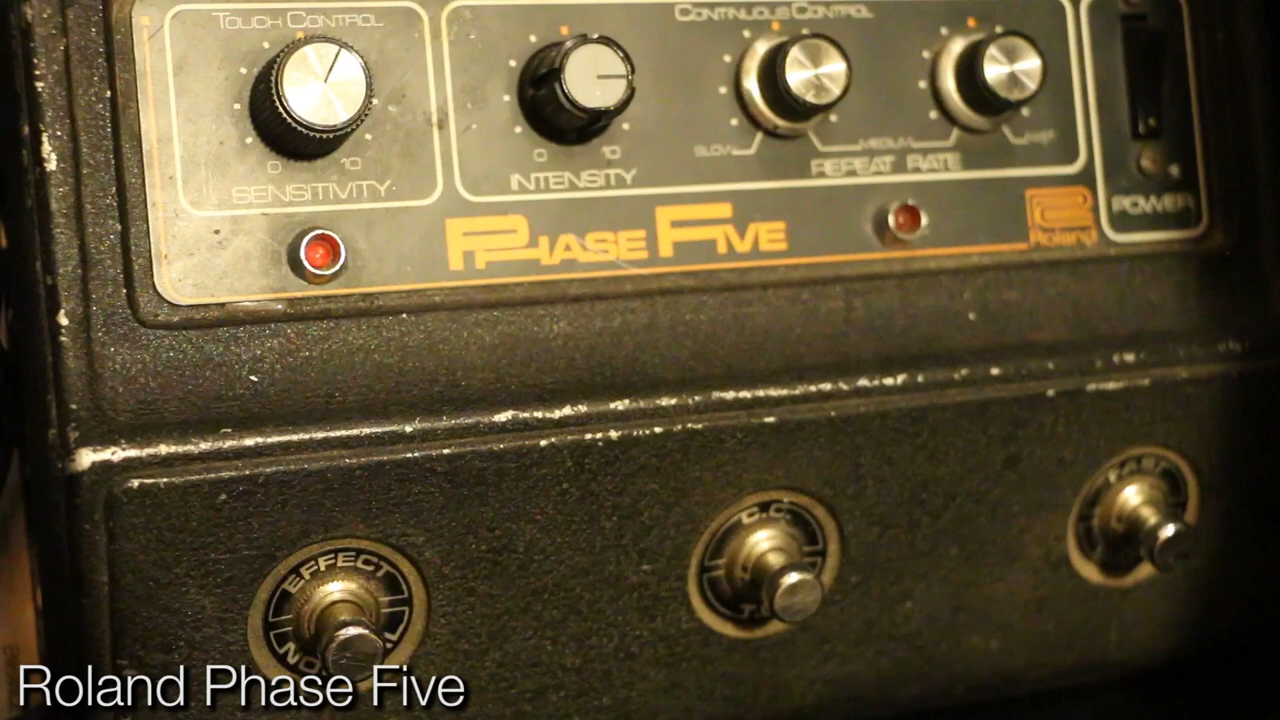 TOUCH CONTROL
CONTINUOUS CONTROL
0 10
SENSITIVITY
0 10
INTENSITY
SLOW MEDIUM FAST
REPEAT RATE
POWER
PHASE FIVE
Roland
EFFECT
ON
C.C.
FAST
Roland Phase Five